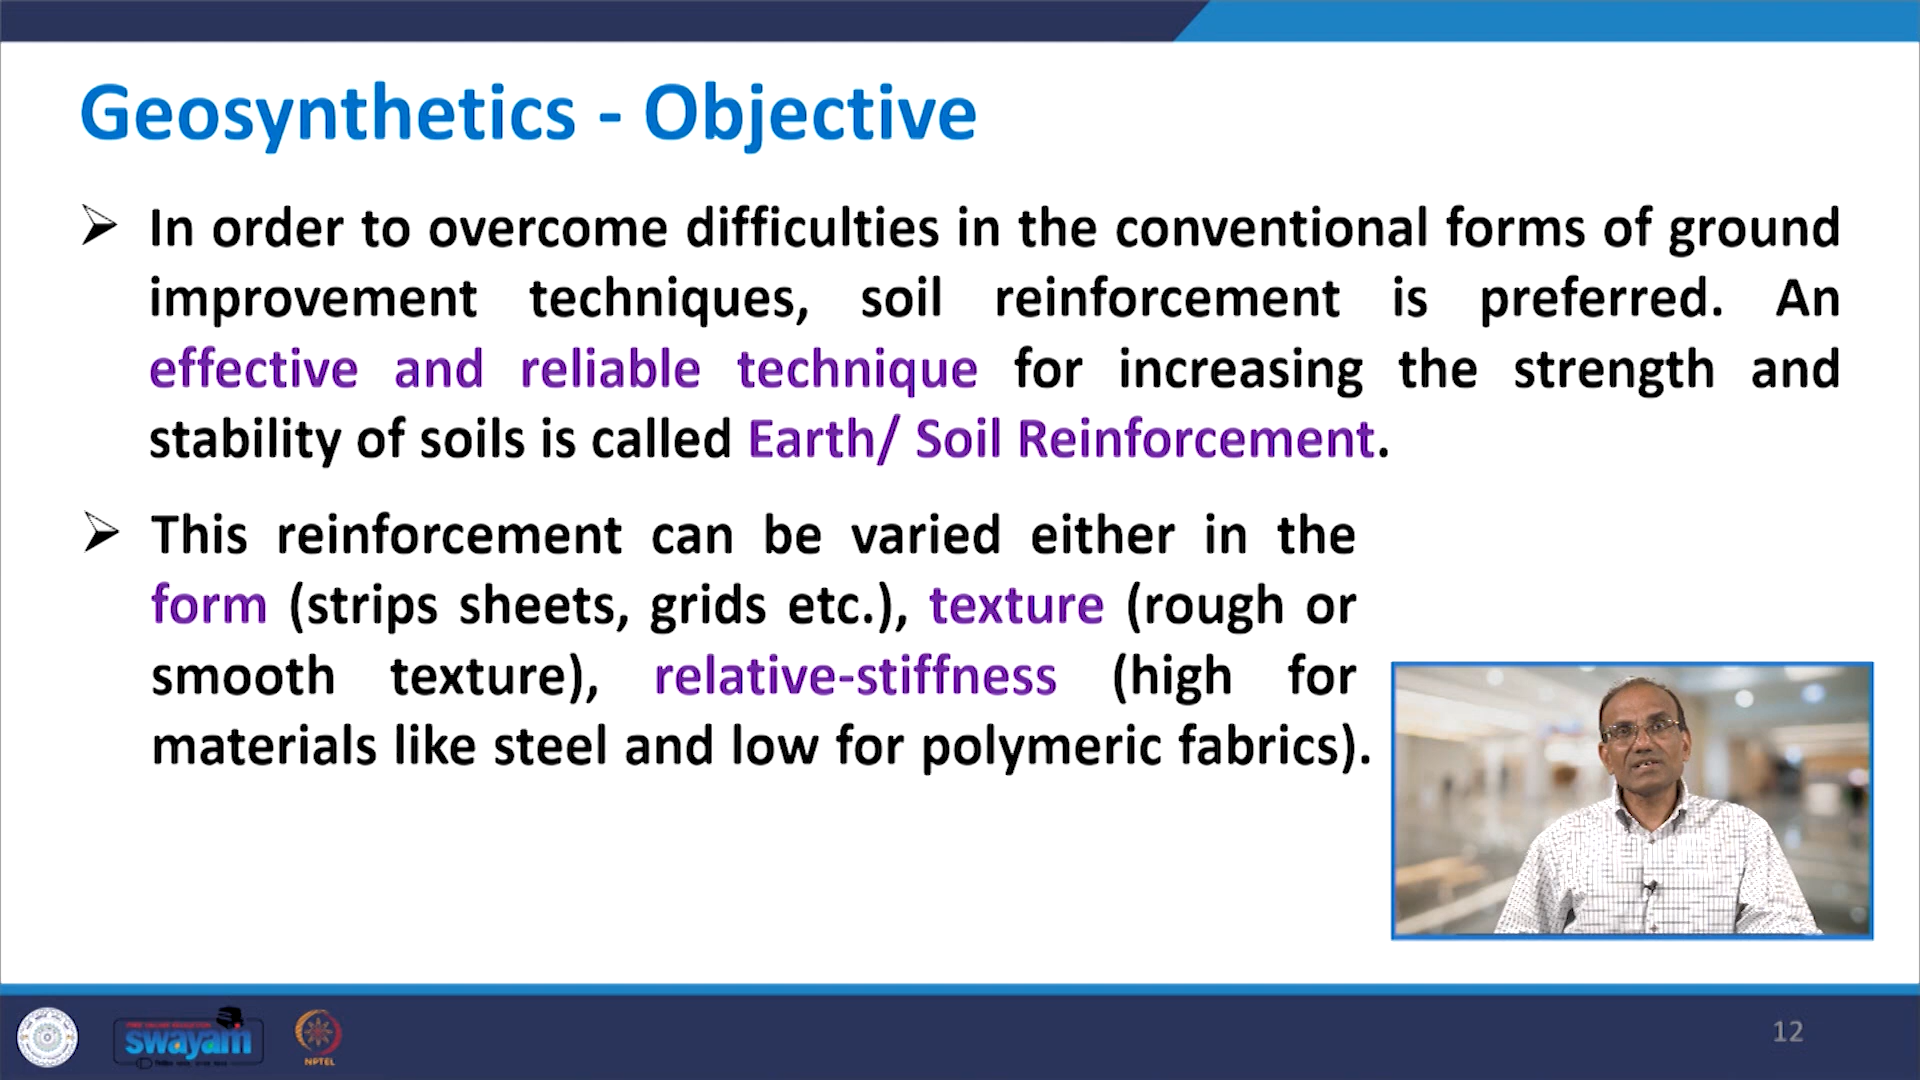 Geosynthetics - Objective
In order to overcome difficulties in the conventional forms of ground
improvement techniques, soil reinforcement is preferred. An
effective and reliable technique for increasing the strength and
stability of soils is called Earth/ Soil Reinforcement.
This reinforcement can be varied either in the
form (strips sheets, grids etc.), texture (rough or
smooth texture), relative-stiffness (high for
materials like steel and low for polymeric fabrics).
swayam
NPTEL
12